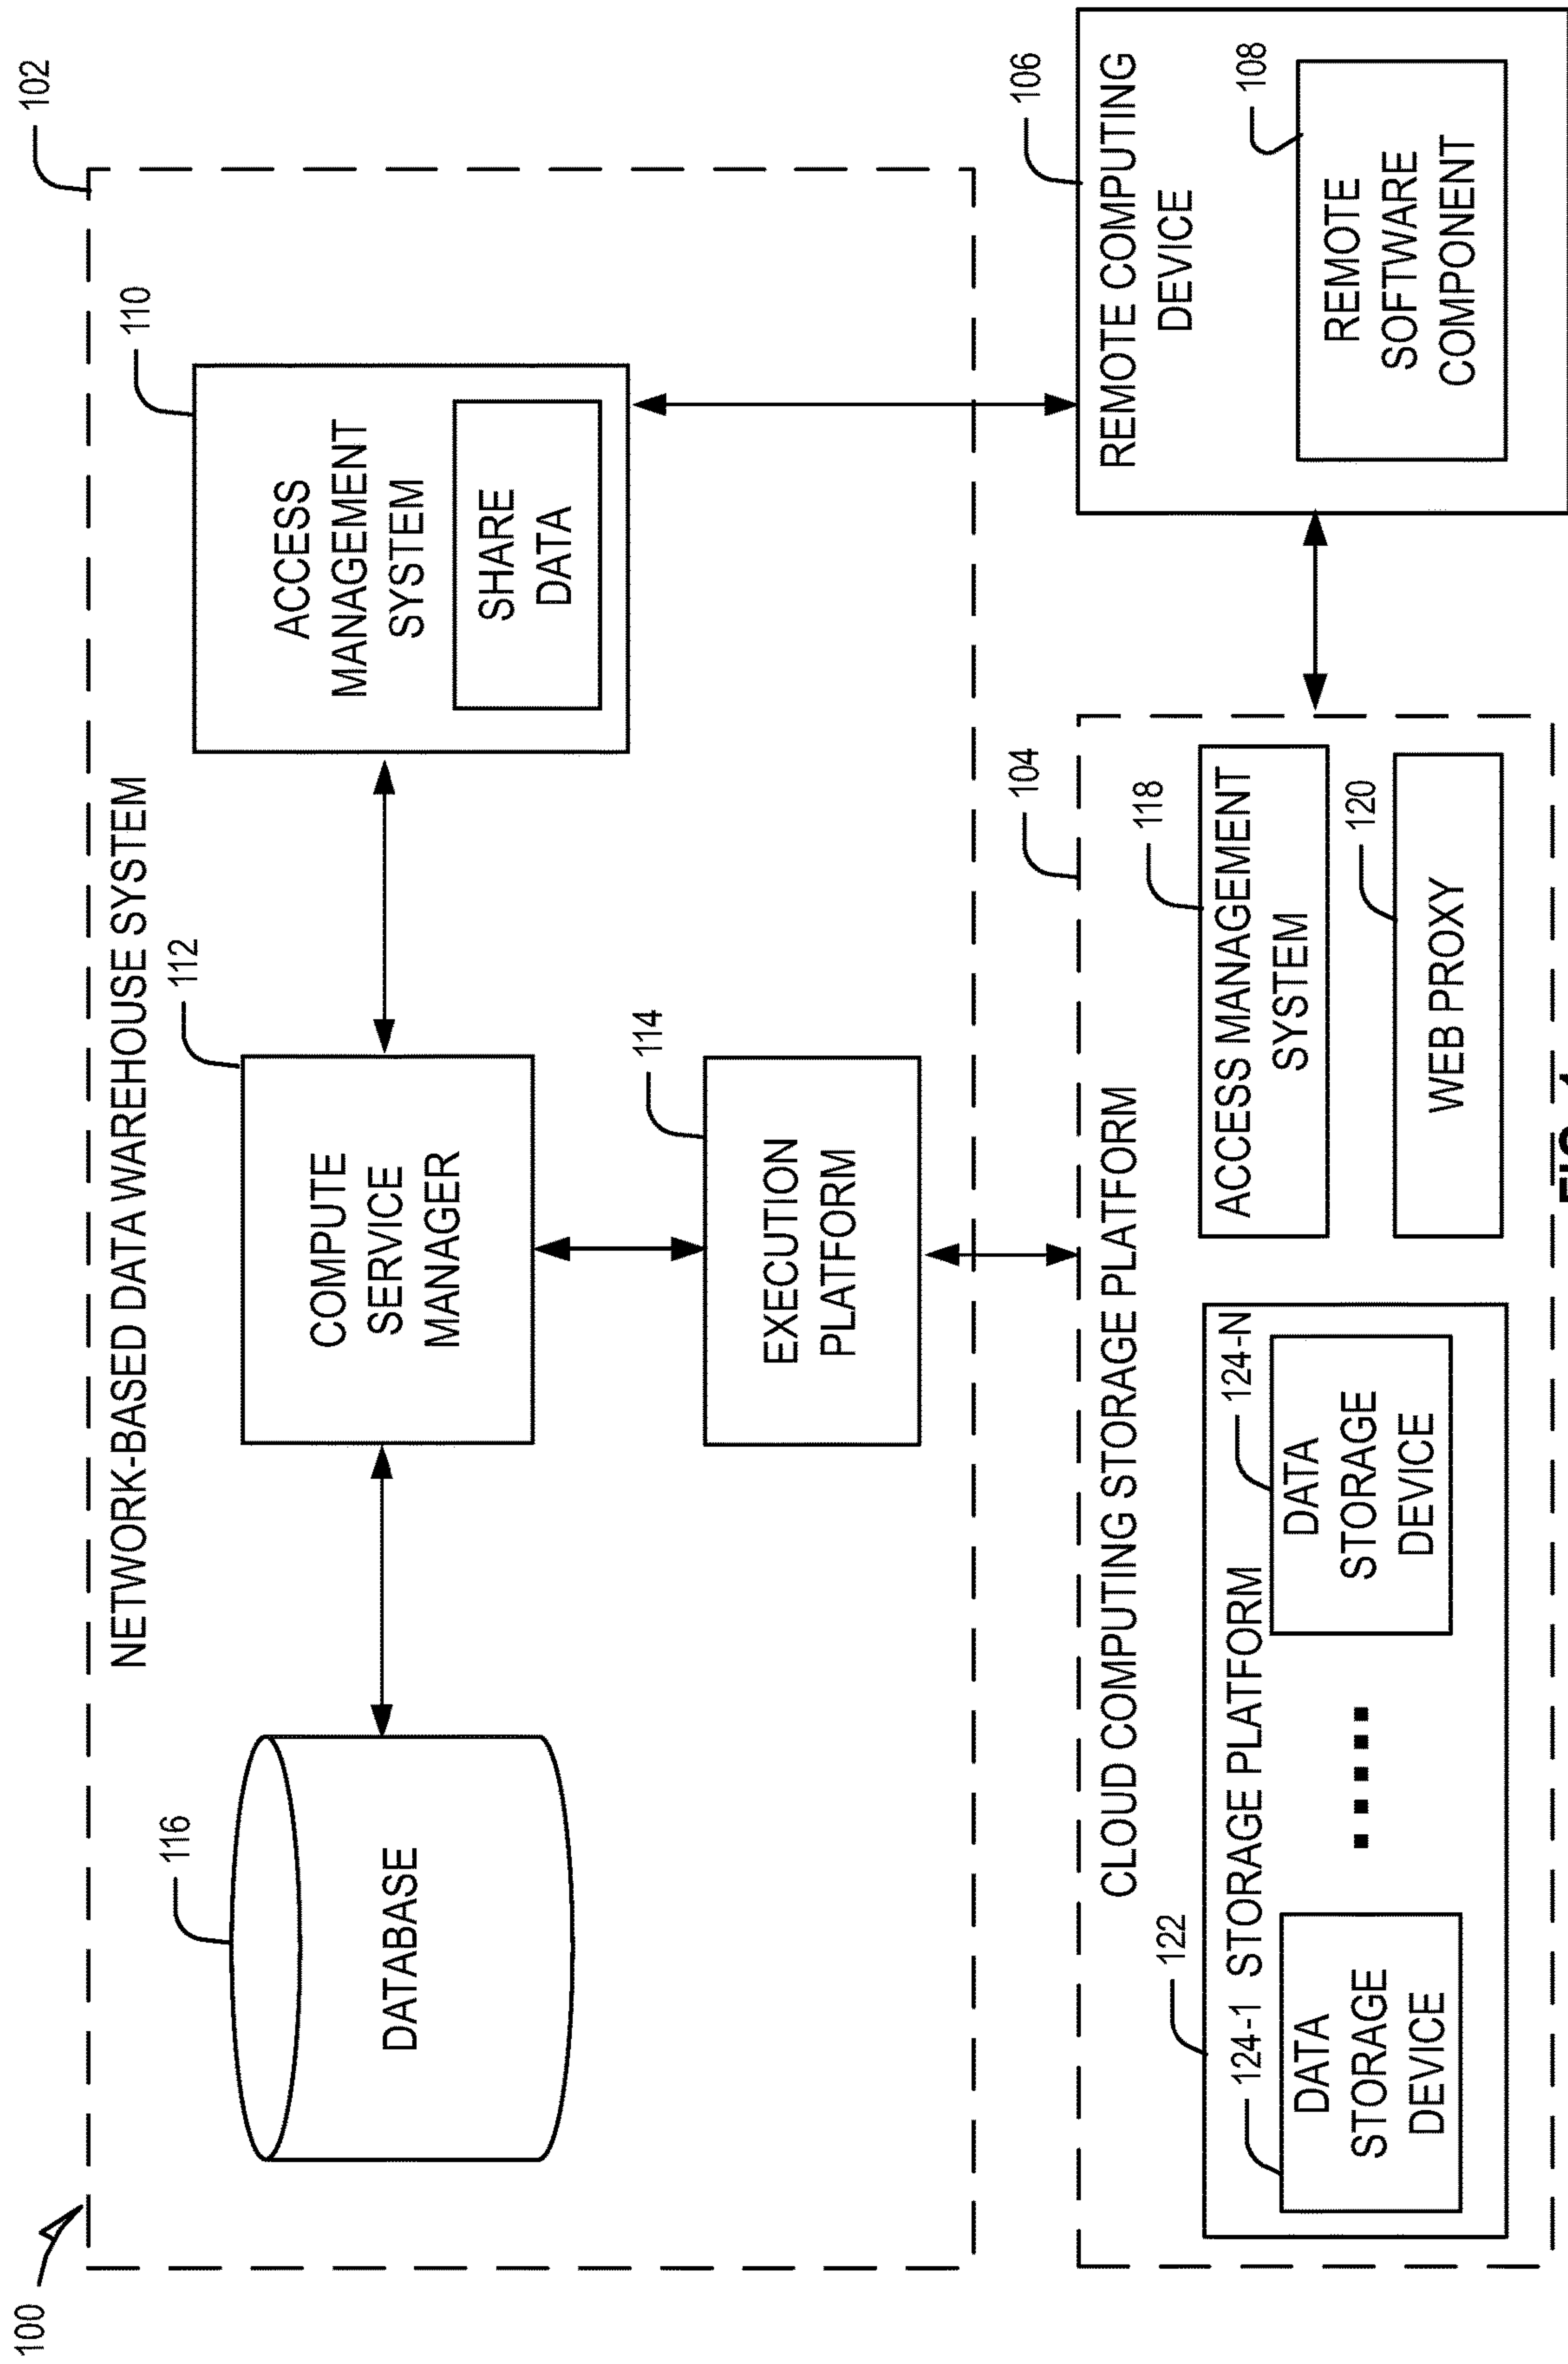 100
102
NETWORK-BASED DATA WAREHOUSE SYSTEM
116
DATABASE
112
COMPUTE
SERVICE
MANAGER
110
ACCESS
MANAGEMENT
SYSTEM
SHARE
DATA
114
EXECUTION
PLATFORM
104
CLOUD COMPUTING STORAGE PLATFORM
122
STORAGE PLATFORM
124-1
DATA
STORAGE
DEVICE
124-N
DATA
STORAGE
DEVICE
118
ACCESS MANAGEMENT
SYSTEM
120
WEB PROXY
106
REMOTE COMPUTING
DEVICE
108
REMOTE
SOFTWARE
COMPONENT